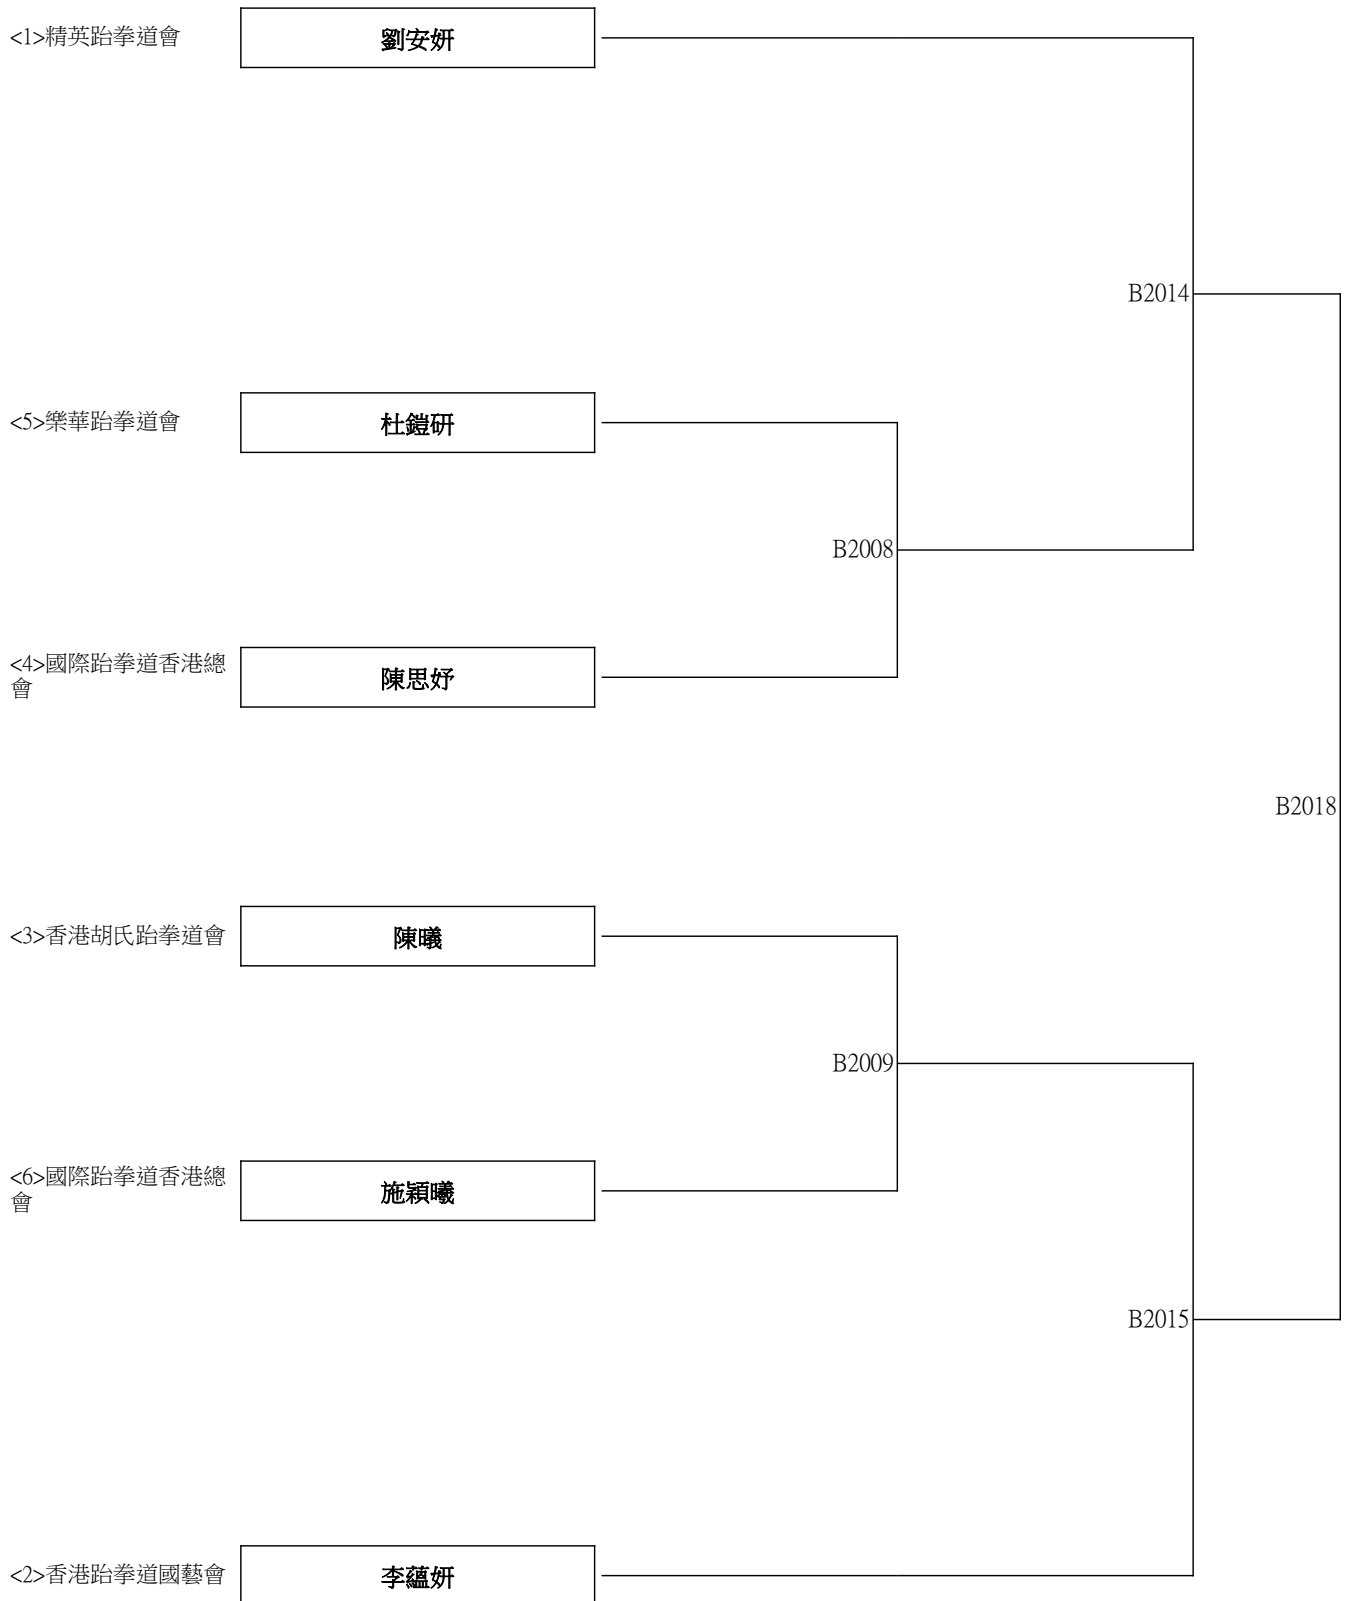 <1>精英跆拳道會
劉安妍
B2014
<5>樂華跆拳道會
杜鎧研
B2008
<4>國際跆拳道香港總
會
陳思妤
B2018
<3>香港胡氏跆拳道會
陳曦
B2009
<6>國際跆拳道香港總
會
施穎曦
B2015
<2>香港跆拳道國藝會
李蘊妍